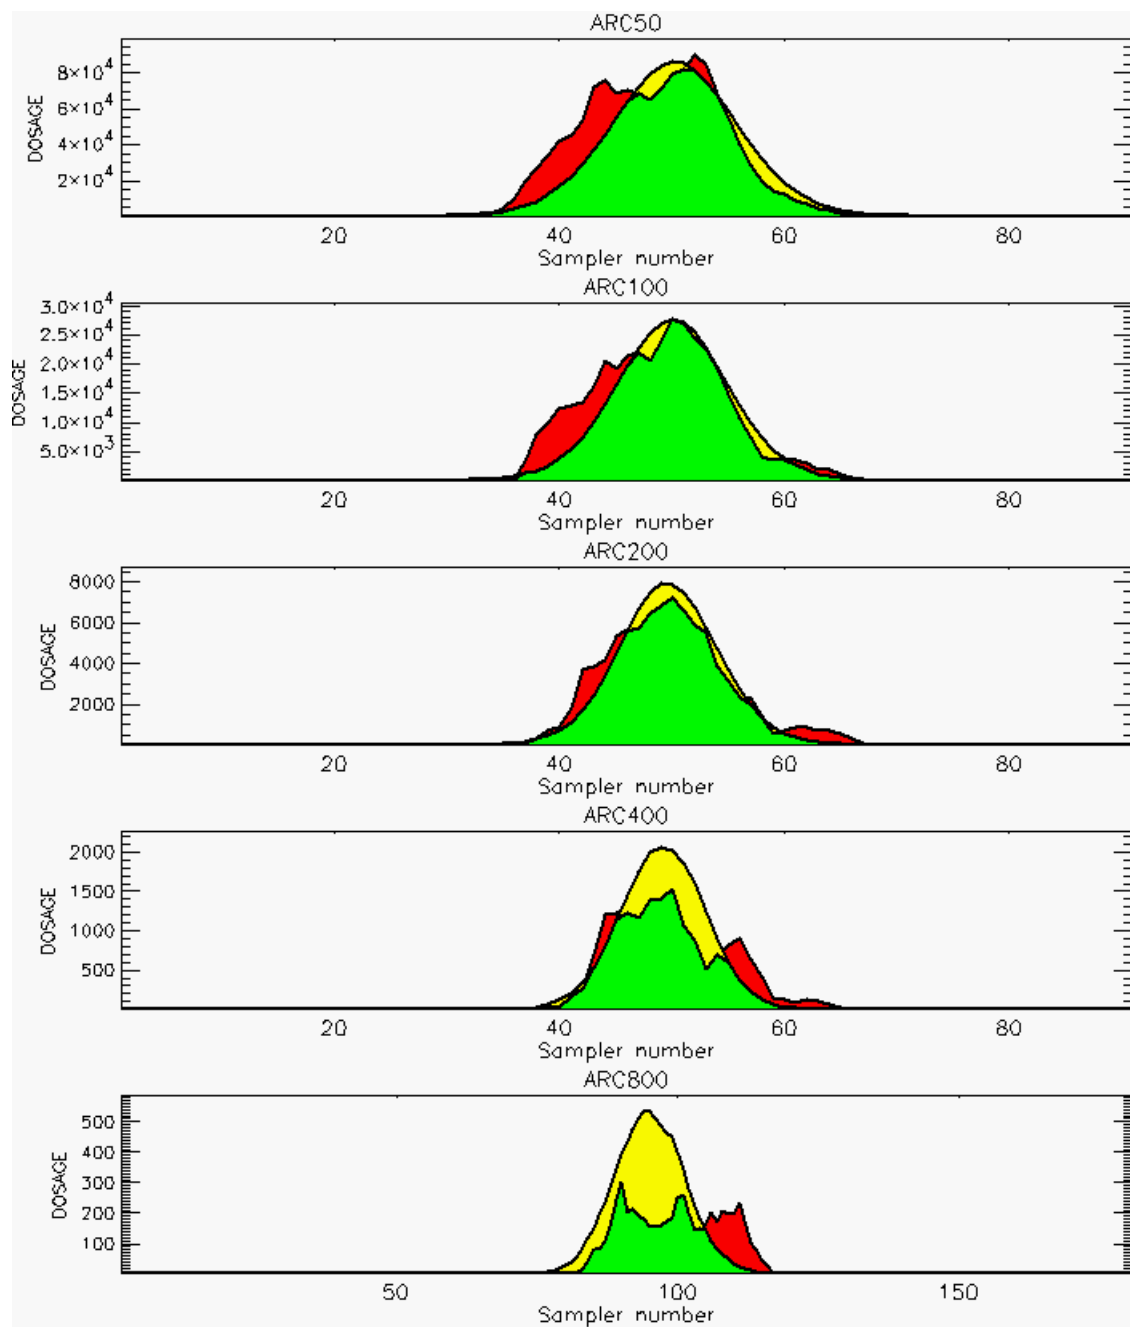 ARC50
DOSAGE
8×10⁴
6×10⁴
4×10⁴
2×10⁴
20 40 60 80
Sampler number
ARC100
DOSAGE
3.0×10⁴
2.5×10⁴
2.0×10⁴
1.5×10⁴
1.0×10⁴
5.0×10³
20 40 60 80
Sampler number
ARC200
DOSAGE
8000
6000
4000
2000
20 40 60 80
Sampler number
ARC400
DOSAGE
2000
1500
1000
500
20 40 60 80
Sampler number
ARC800
DOSAGE
500
400
300
200
100
50 100 150
Sampler number